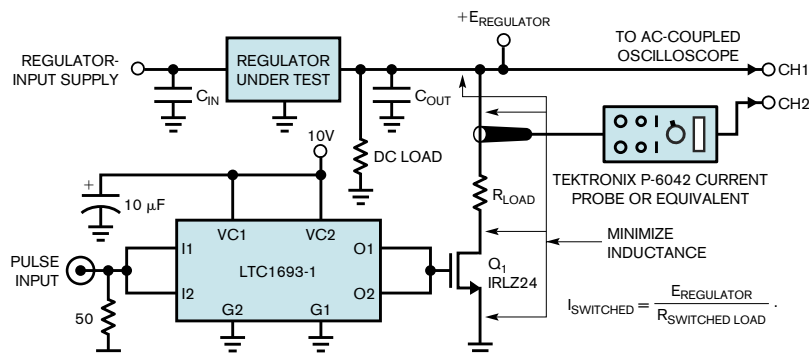 +E_REGULATOR
TO AC-COUPLED
OSCILLOSCOPE
CH1
REGULATOR-
INPUT SUPPLY
REGULATOR
UNDER TEST
C_IN
C_OUT
CH2
10V
DC LOAD
+
10 µF
R_LOAD
TEKTRONIX P-6042 CURRENT
PROBE OR EQUIVALENT
VC1
VC2
PULSE
INPUT
I1
I2
LTC1693-1
O1
O2
G2
G1
50
Q1
IRLZ24
MINIMIZE
INDUCTANCE
I_SWITCHED = E_REGULATOR / R_SWITCHED LOAD .